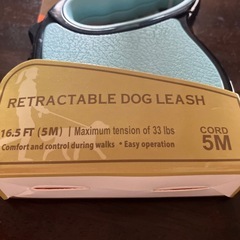 RETRACTABLE DOG LEASH
16.5 FT (5M) | Maximum tension of 33 lbs
Comfort and control during walks • Easy operation
CORD
5M